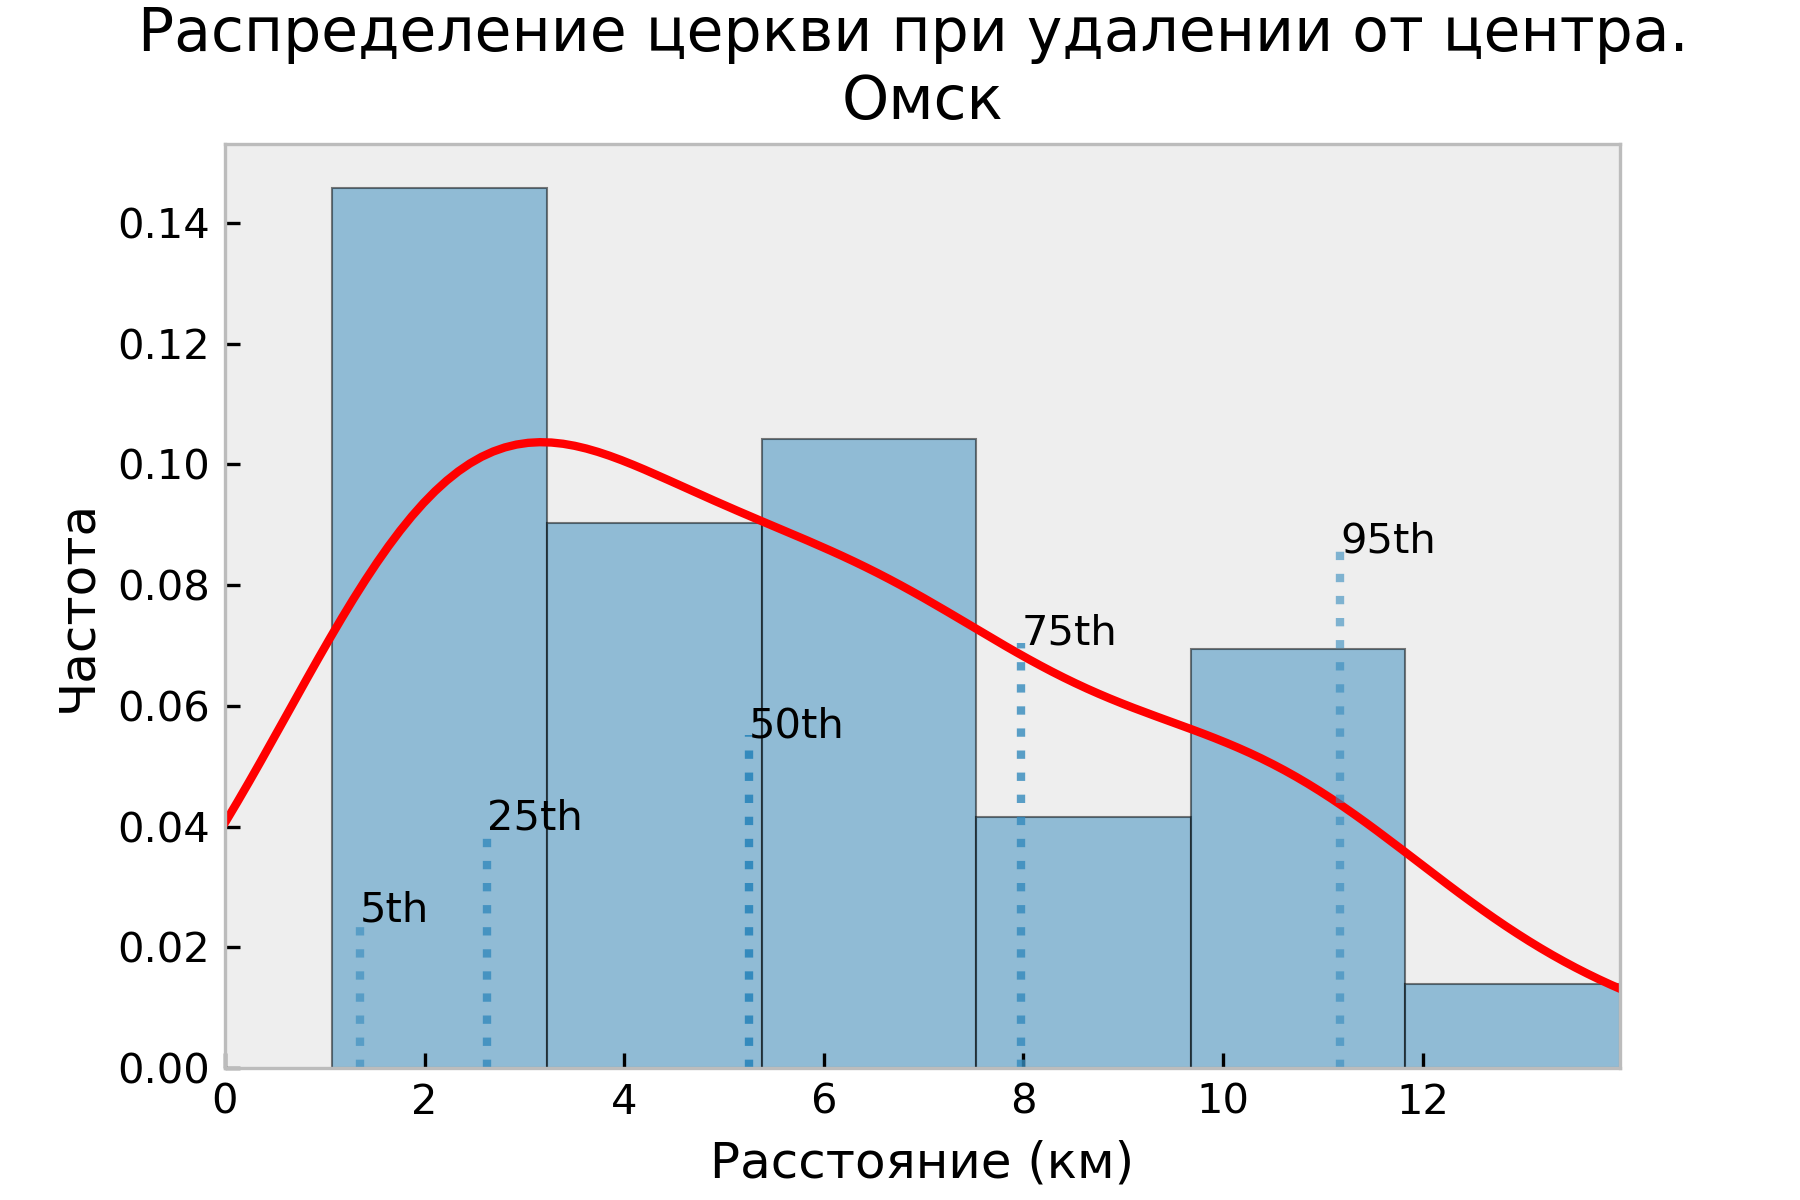 Распределение церкви при удалении от центра.
Омск
0.14
0.12
0.10
0.08
0.06
0.04
0.02
0.00
Частота
5th
25th
50th
75th
95th
0 2 4 6 8 10 12
Расстояние (км)